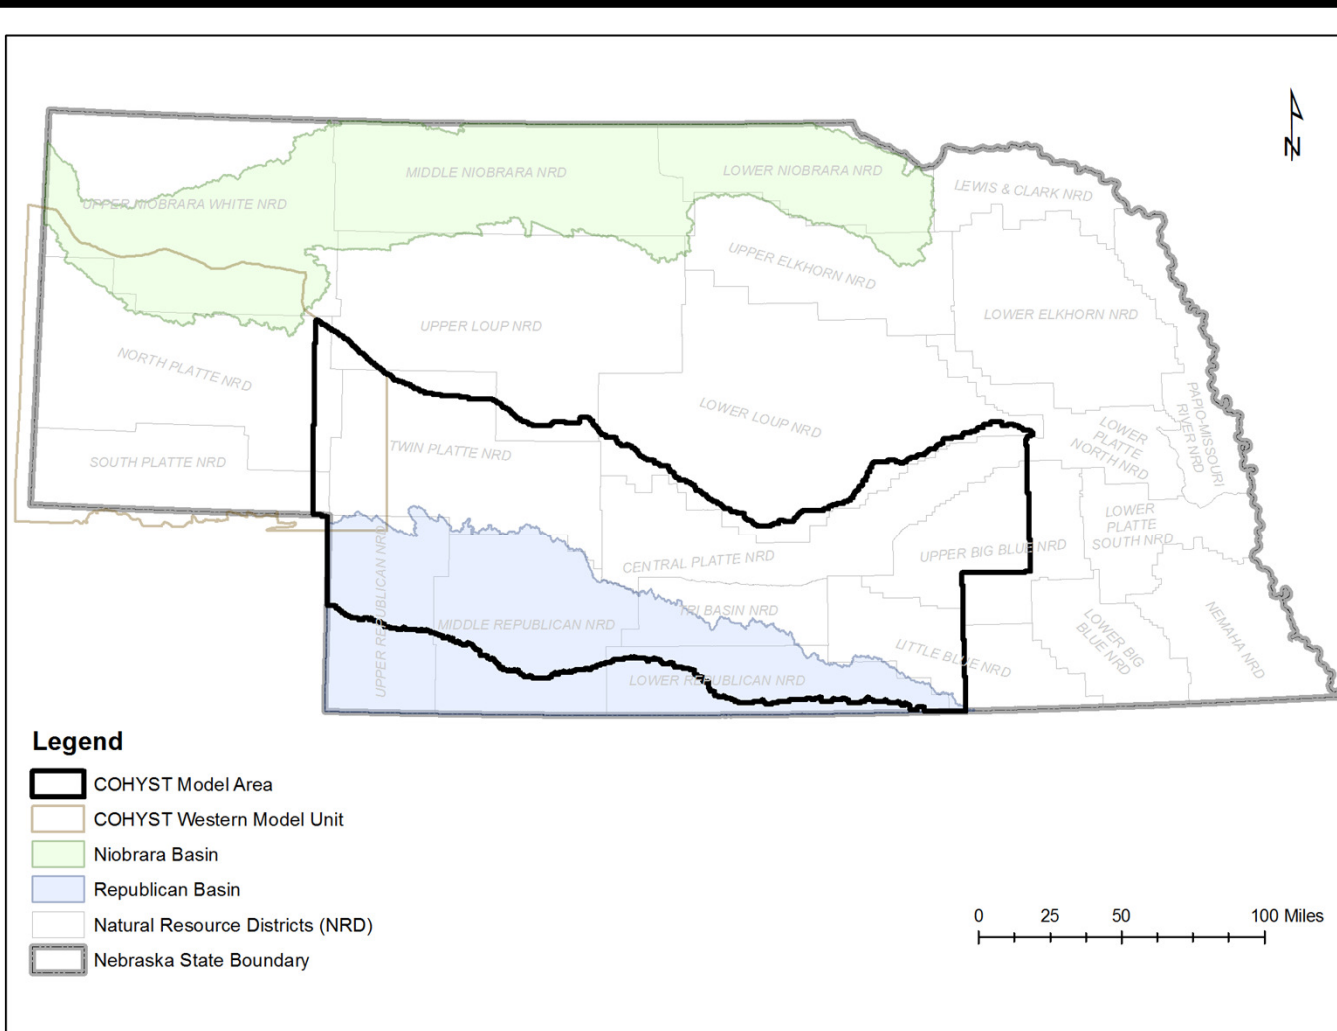 N
MIDDLE NIOBRARA NRD
LOWER NIOBRARA NRD
LEWIS & CLARK NRD
UPPER NIOBRARA WHITE NRD
UPPER ELKHORN NRD
LOWER ELKHORN NRD
UPPER LOUP NRD
NORTH PLATTE NRD
LOWER LOUP NRD
PAPIO-MISSOURI
RIVER NRD
LOWER
PLATTE
NORTH NRD
TWIN PLATTE NRD
SOUTH PLATTE NRD
LOWER
PLATTE
SOUTH NRD
CENTRAL PLATTE NRD
UPPER BIG BLUE NRD
UPPER REPUBLICAN NRD
MIDDLE REPUBLICAN NRD
TRI BASIN NRD
LITTLE BLUE NRD
LOWER BIG
BLUE NRD
NEMAHA NRD
LOWER REPUBLICAN NRD
Legend
COHYST Model Area
COHYST Western Model Unit
Niobrara Basin
Republican Basin
Natural Resource Districts (NRD)
Nebraska State Boundary
0 25 50 100 Miles